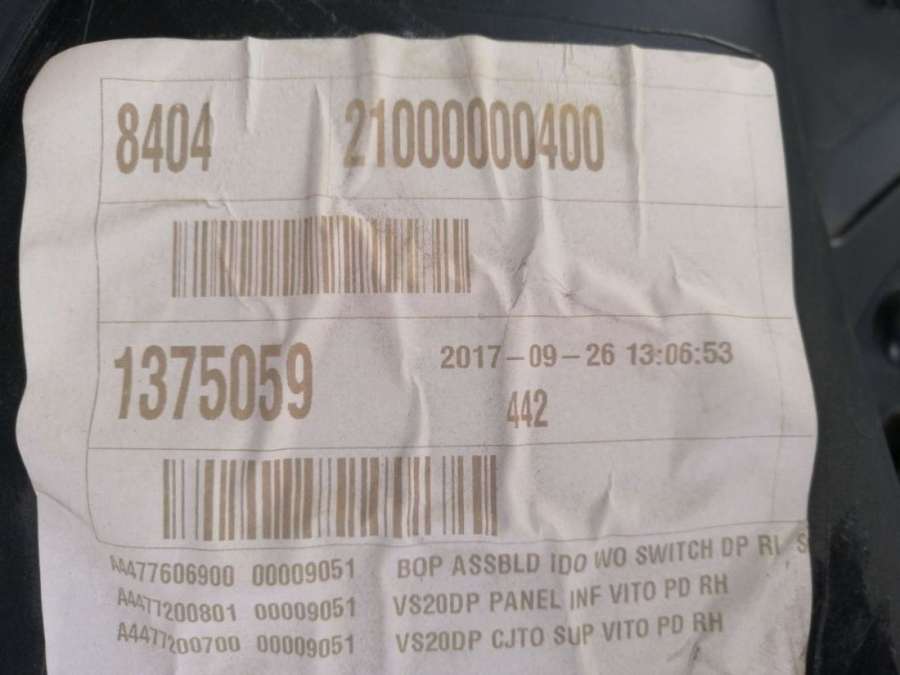 8404 21000000400
1375059 2017-09-26 13:06:53
442
A4477606900 00009051 BOP ASSBLD IDO WO SWITCH DP RI S
A4477200801 00009051 VS20DP PANEL INF VITO PD RH
A4477200700 00009051 VS20DP CJTO SUP VITO PD RH